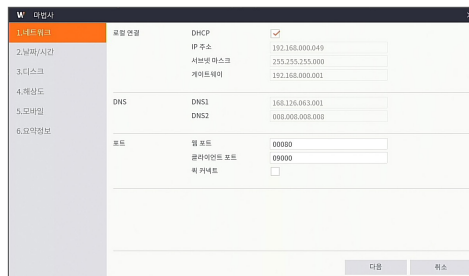 W 마법사
1.네트워크
2.날짜/시간
3.디스크
4.해상도
5.모바일
6.요약정보
로컬 연결 DHCP
IP 주소 192.168.000.049
서브넷 마스크 255.255.255.000
게이트웨이 192.168.000.001
DNS DNS1 168.126.063.001
DNS2 008.008.008.008
포트 웹 포트 00080
클라이언트 포트 09000
퀵 커넥트
다음 취소